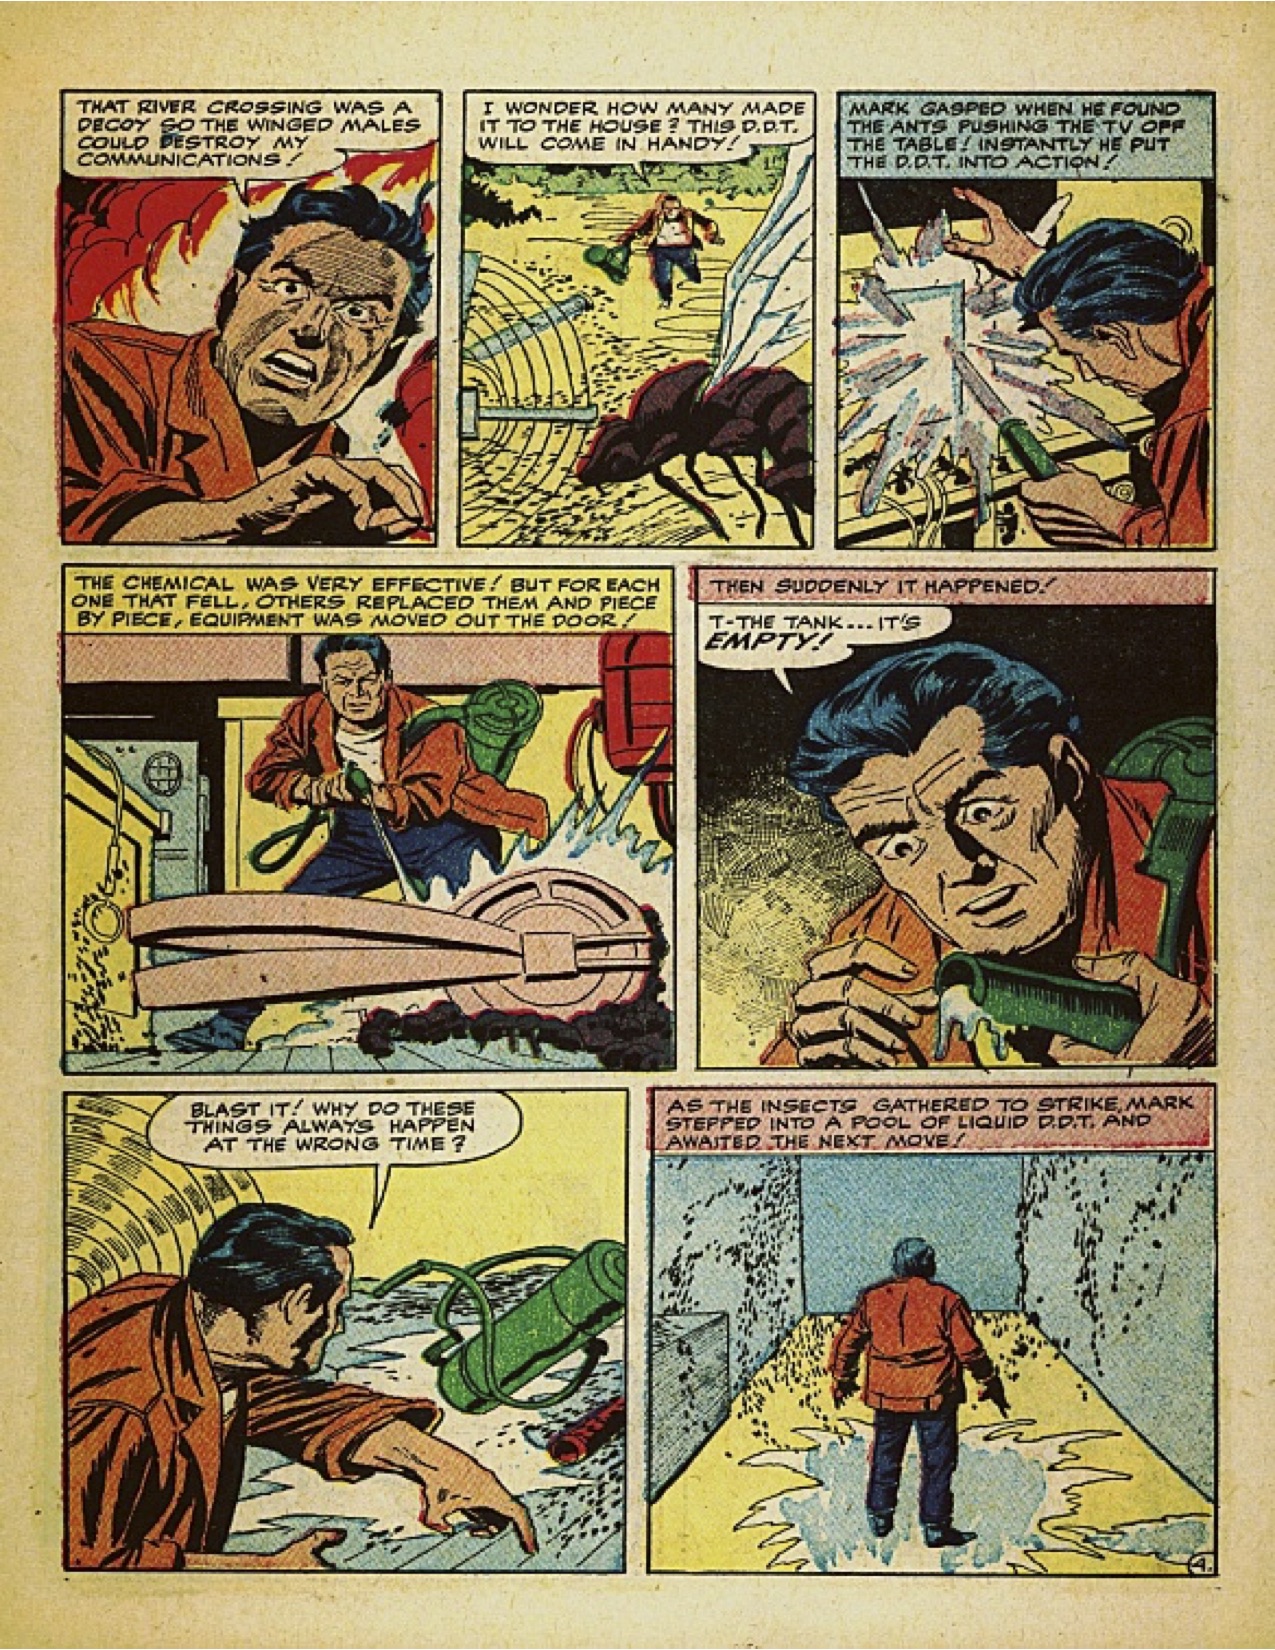 THAT RIVER CROSSING WAS A
DECOY SO THE WINGED MALES
COULD DESTROY MY
COMMUNICATIONS!
I WONDER HOW MANY MADE
IT TO THE HOUSE? THIS D.D.T.
WILL COME IN HANDY!
MARK GASPED WHEN HE FOUND
THE ANTS PUSHING THE TV OFF
THE TABLE! INSTANTLY HE PUT
THE D.D.T. INTO ACTION!
THE CHEMICAL WAS VERY EFFECTIVE! BUT FOR EACH
ONE THAT FELL, OTHERS REPLACED THEM AND PIECE
BY PIECE, EQUIPMENT WAS MOVED OUT THE DOOR!
THEN SUDDENLY IT HAPPENED!
T-THE TANK... IT'S
EMPTY!
BLAST IT! WHY DO THESE
THINGS ALWAYS HAPPEN
AT THE WRONG TIME?
AS THE INSECTS GATHERED TO STRIKE, MARK
STEPPED INTO A POOL OF LIQUID D.D.T. AND
AWAITED THE NEXT MOVE!
4.